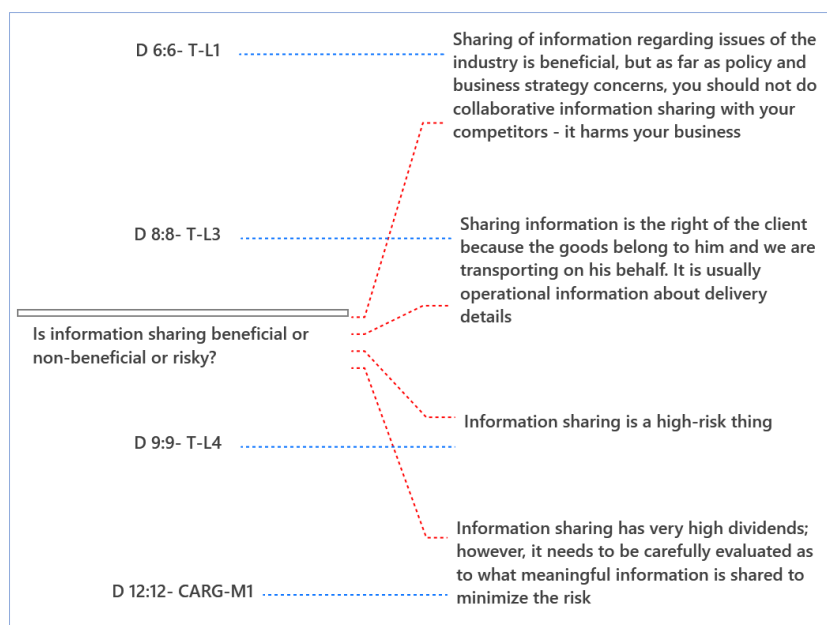 D 6:6- T-L1
Sharing of information regarding issues of the
industry is beneficial, but as far as policy and
business strategy concerns, you should not do
collaborative information sharing with your
competitors - it harms your business
D 8:8- T-L3
Sharing information is the right of the client
because the goods belong to him and we are
transporting on his behalf. It is usually
operational information about delivery
details
Is information sharing beneficial or
non-beneficial or risky?
Information sharing is a high-risk thing
D 9:9- T-L4
Information sharing has very high dividends;
however, it needs to be carefully evaluated as
to what meaningful information is shared to
minimize the risk
D 12:12- CARG-M1